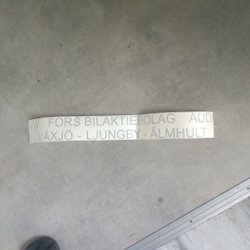 FORS BILAKTIEBOLAG AUDI
VÄXJÖ - LJUNGBY - ÄLMHULT